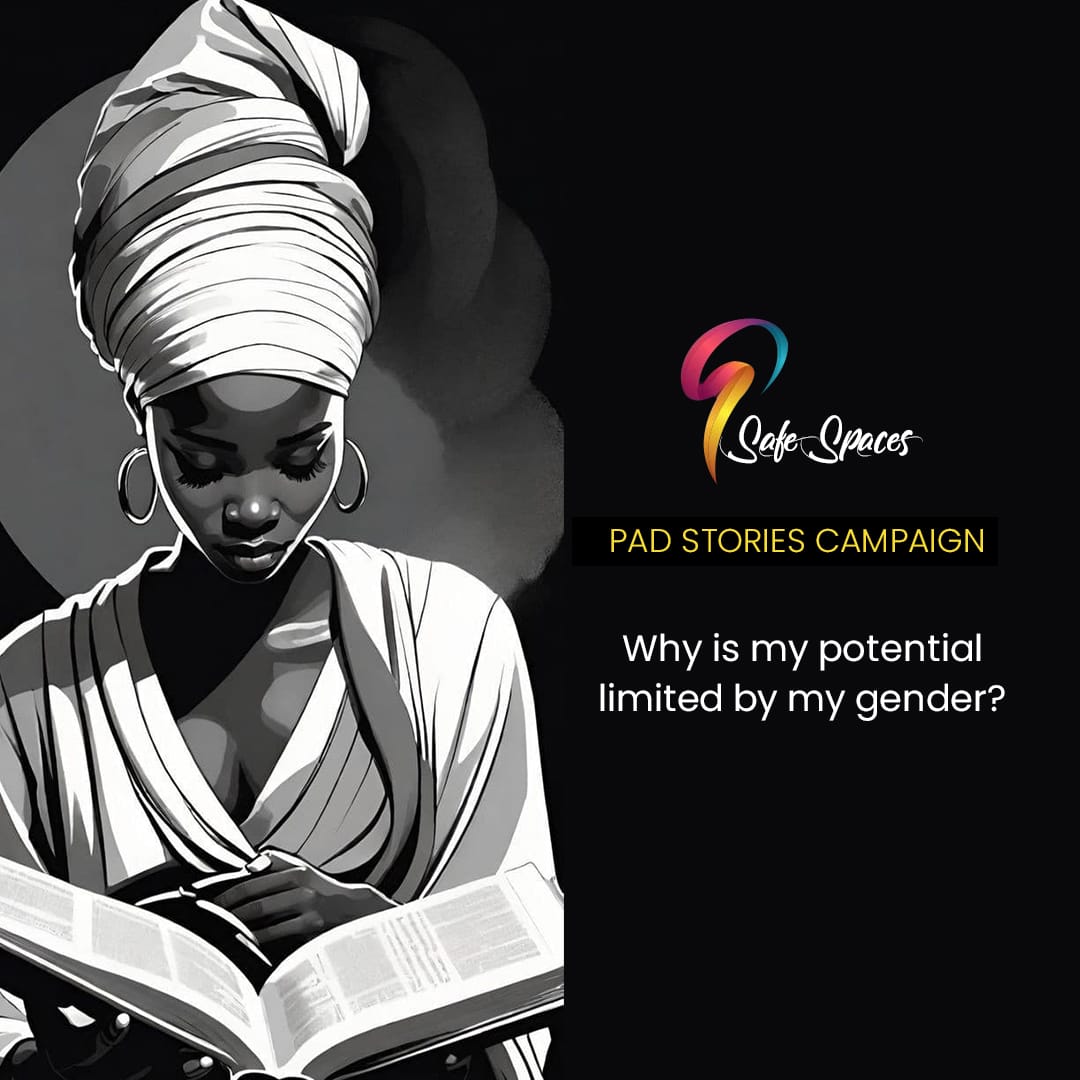 Safe Spaces
PAD STORIES CAMPAIGN
Why is my potential
limited by my gender?